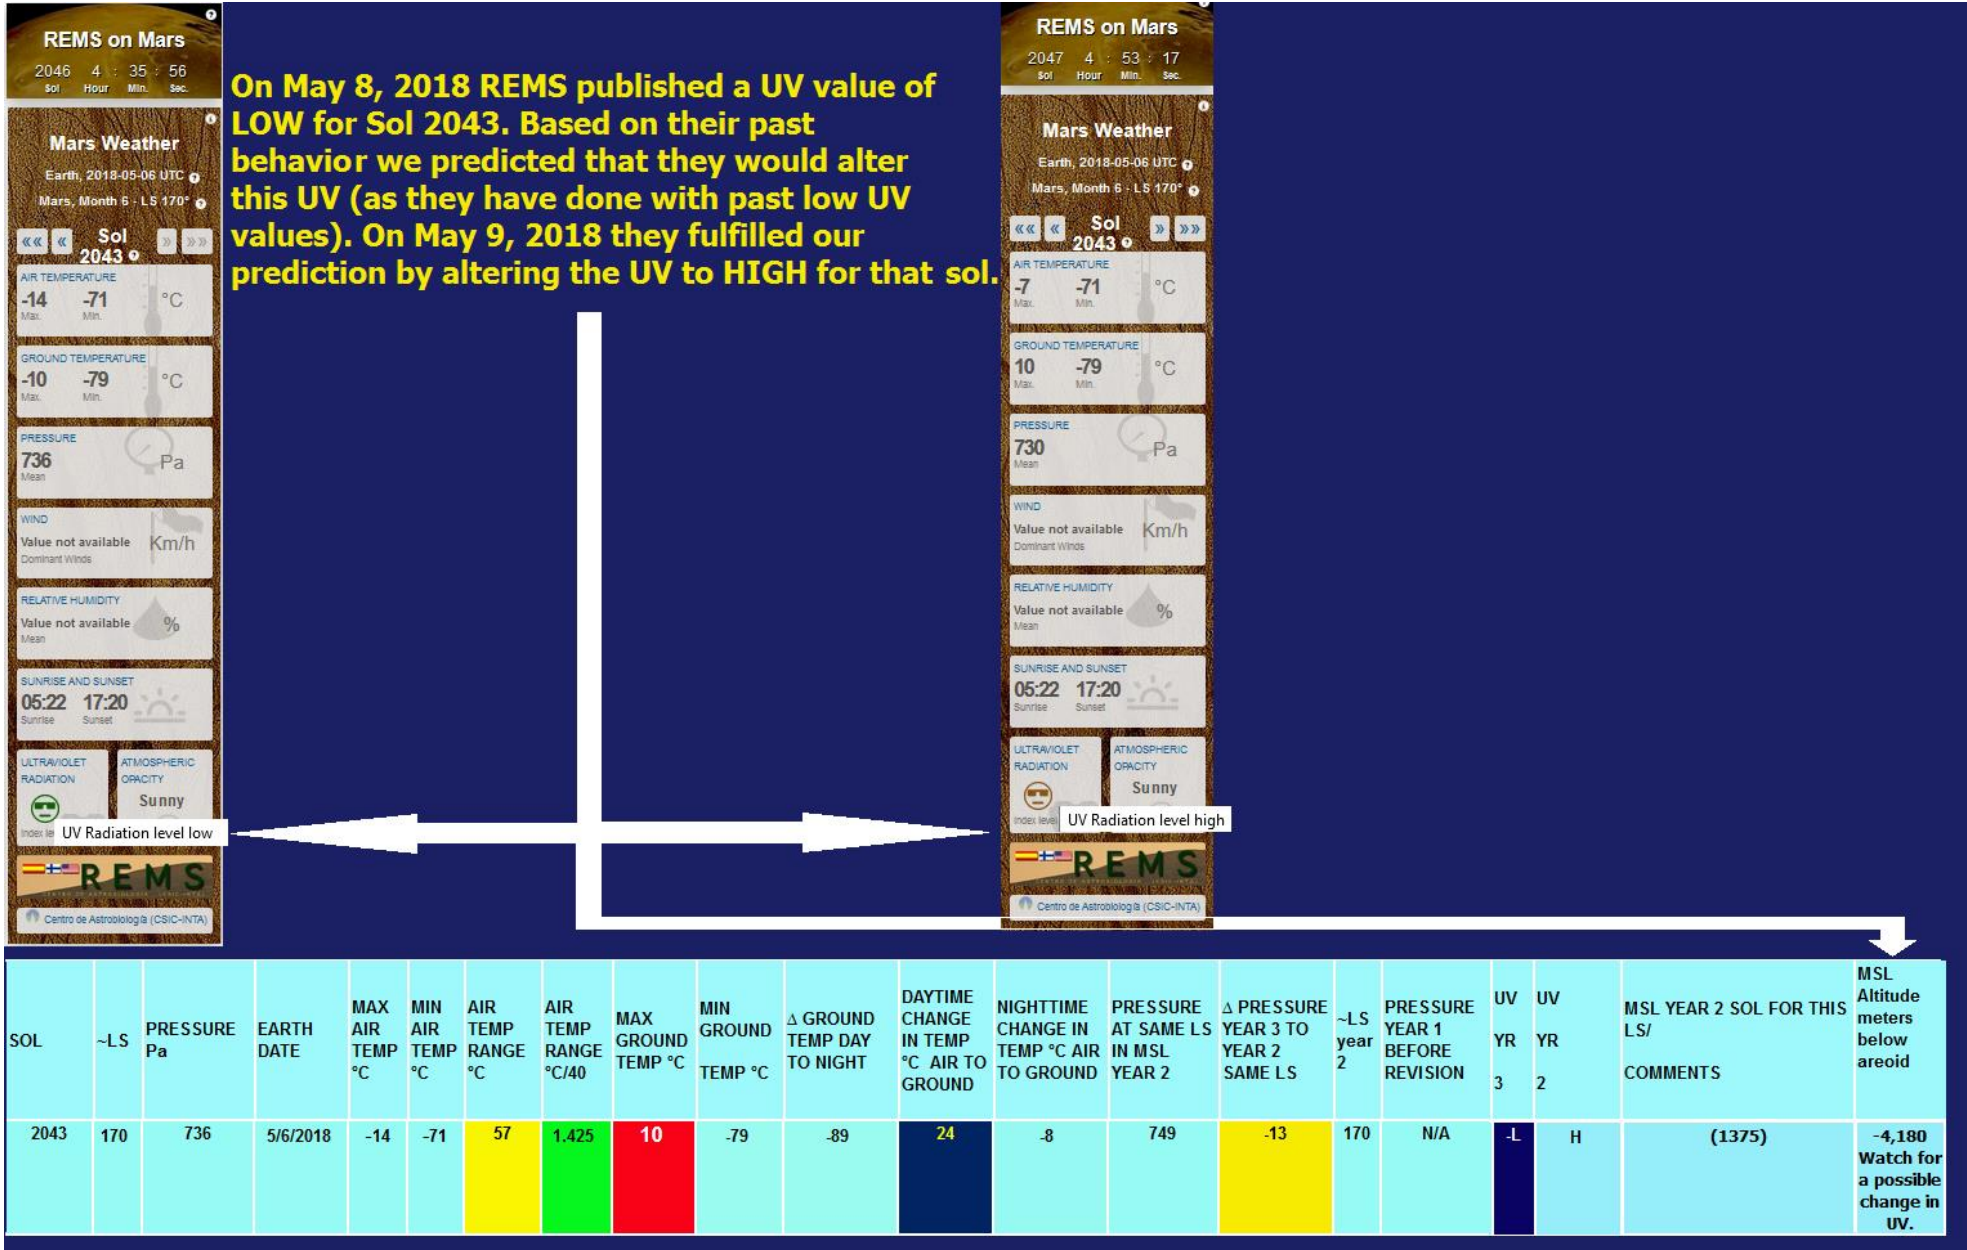 REMS on Mars
2046 4 : 35 : 56
Sol Hour Min. Sec.
Mars Weather
Earth, 2018-05-06 UTC
Mars, Month 6 - LS 170°
«« « Sol 2043 » »»
AIR TEMPERATURE
-14 -71 °C
Max. Min.
GROUND TEMPERATURE
-10 -79 °C
Max. Min.
PRESSURE
736 Pa
Mean
WIND
Value not available Km/h
Dominant Winds
RELATIVE HUMIDITY
Value not available %
Mean
SUNRISE AND SUNSET
05:22 17:20
Sunrise Sunset
ULTRAVIOLET RADIATION
ATMOSPHERIC OPACITY
Sunny
UV Radiation level low
REMS
Centro de Astrobiología (CSIC-INTA)
On May 8, 2018 REMS published a UV value of
LOW for Sol 2043. Based on their past
behavior we predicted that they would alter
this UV (as they have done with past low UV
values). On May 9, 2018 they fulfilled our
prediction by altering the UV to HIGH for that sol.
REMS on Mars
2047 4 : 53 : 17
Sol Hour Min. Sec.
Mars Weather
Earth, 2018-05-06 UTC
Mars, Month 6 - LS 170°
«« « Sol 2043 » »»
AIR TEMPERATURE
-7 -71 °C
Max. Min.
GROUND TEMPERATURE
10 -79 °C
Max. Min.
PRESSURE
730 Pa
Mean
WIND
Value not available Km/h
Dominant Winds
RELATIVE HUMIDITY
Value not available %
Mean
SUNRISE AND SUNSET
05:22 17:20
Sunrise Sunset
ULTRAVIOLET RADIATION
ATMOSPHERIC OPACITY
Sunny
Index level
UV Radiation level high
REMS
Centro de Astrobiología (CSIC-INTA)
SOL
~LS
PRESSURE Pa
EARTH DATE
MAX AIR TEMP °C
MIN AIR TEMP °C
AIR TEMP RANGE °C
AIR TEMP RANGE °C/40
MAX GROUND TEMP °C
MIN GROUND TEMP °C
Δ GROUND TEMP DAY TO NIGHT
DAYTIME CHANGE IN TEMP °C AIR TO GROUND
NIGHTTIME CHANGE IN TEMP °C AIR TO GROUND
PRESSURE AT SAME LS IN MSL YEAR 2
Δ PRESSURE YEAR 3 TO YEAR 2 SAME LS
~LS year 2
PRESSURE YEAR 1 BEFORE REVISION
UV YR 3
UV YR 2
MSL YEAR 2 SOL FOR THIS LS/ COMMENTS
MSL Altitude meters below areoid
2043 170 736 5/6/2018 -14 -71 57 1.425 10 -79 -89 24 -8 749 -13 170 N/A -L H (1375) -4,180
Watch for
a possible
change in
UV.